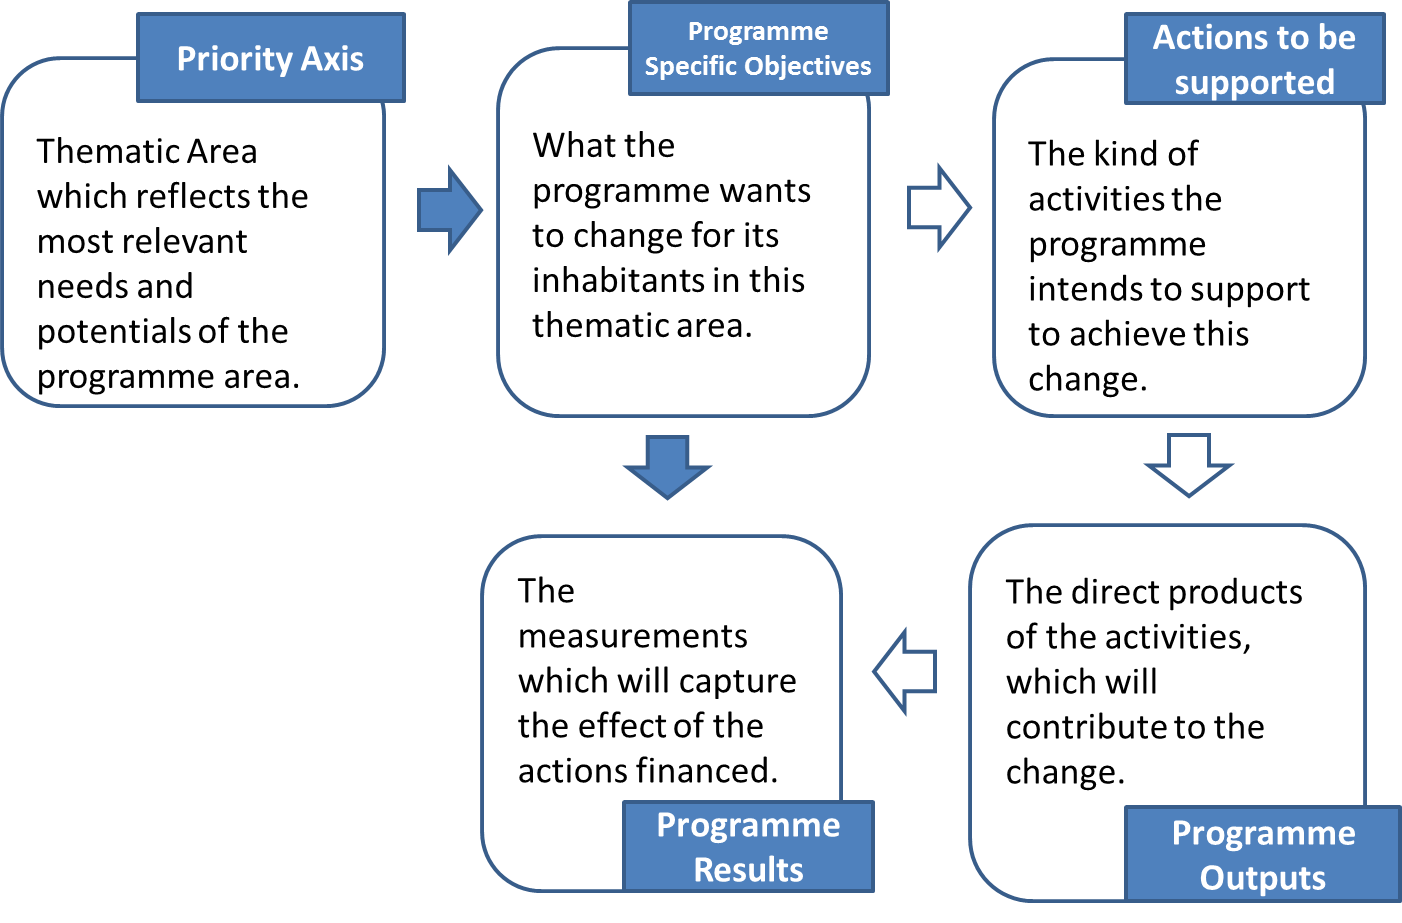 Priority Axis
Thematic Area
which reflects the
most relevant
needs and
potentials of the
programme area.
Programme
Specific Objectives
What the
programme wants
to change for its
inhabitants in this
thematic area.
Actions to be
supported
The kind of
activities the
programme
intends to support
to achieve this
change.
The
measurements
which will capture
the effect of the
actions financed.
Programme
Results
The direct products
of the activities,
which will
contribute to the
change.
Programme
Outputs